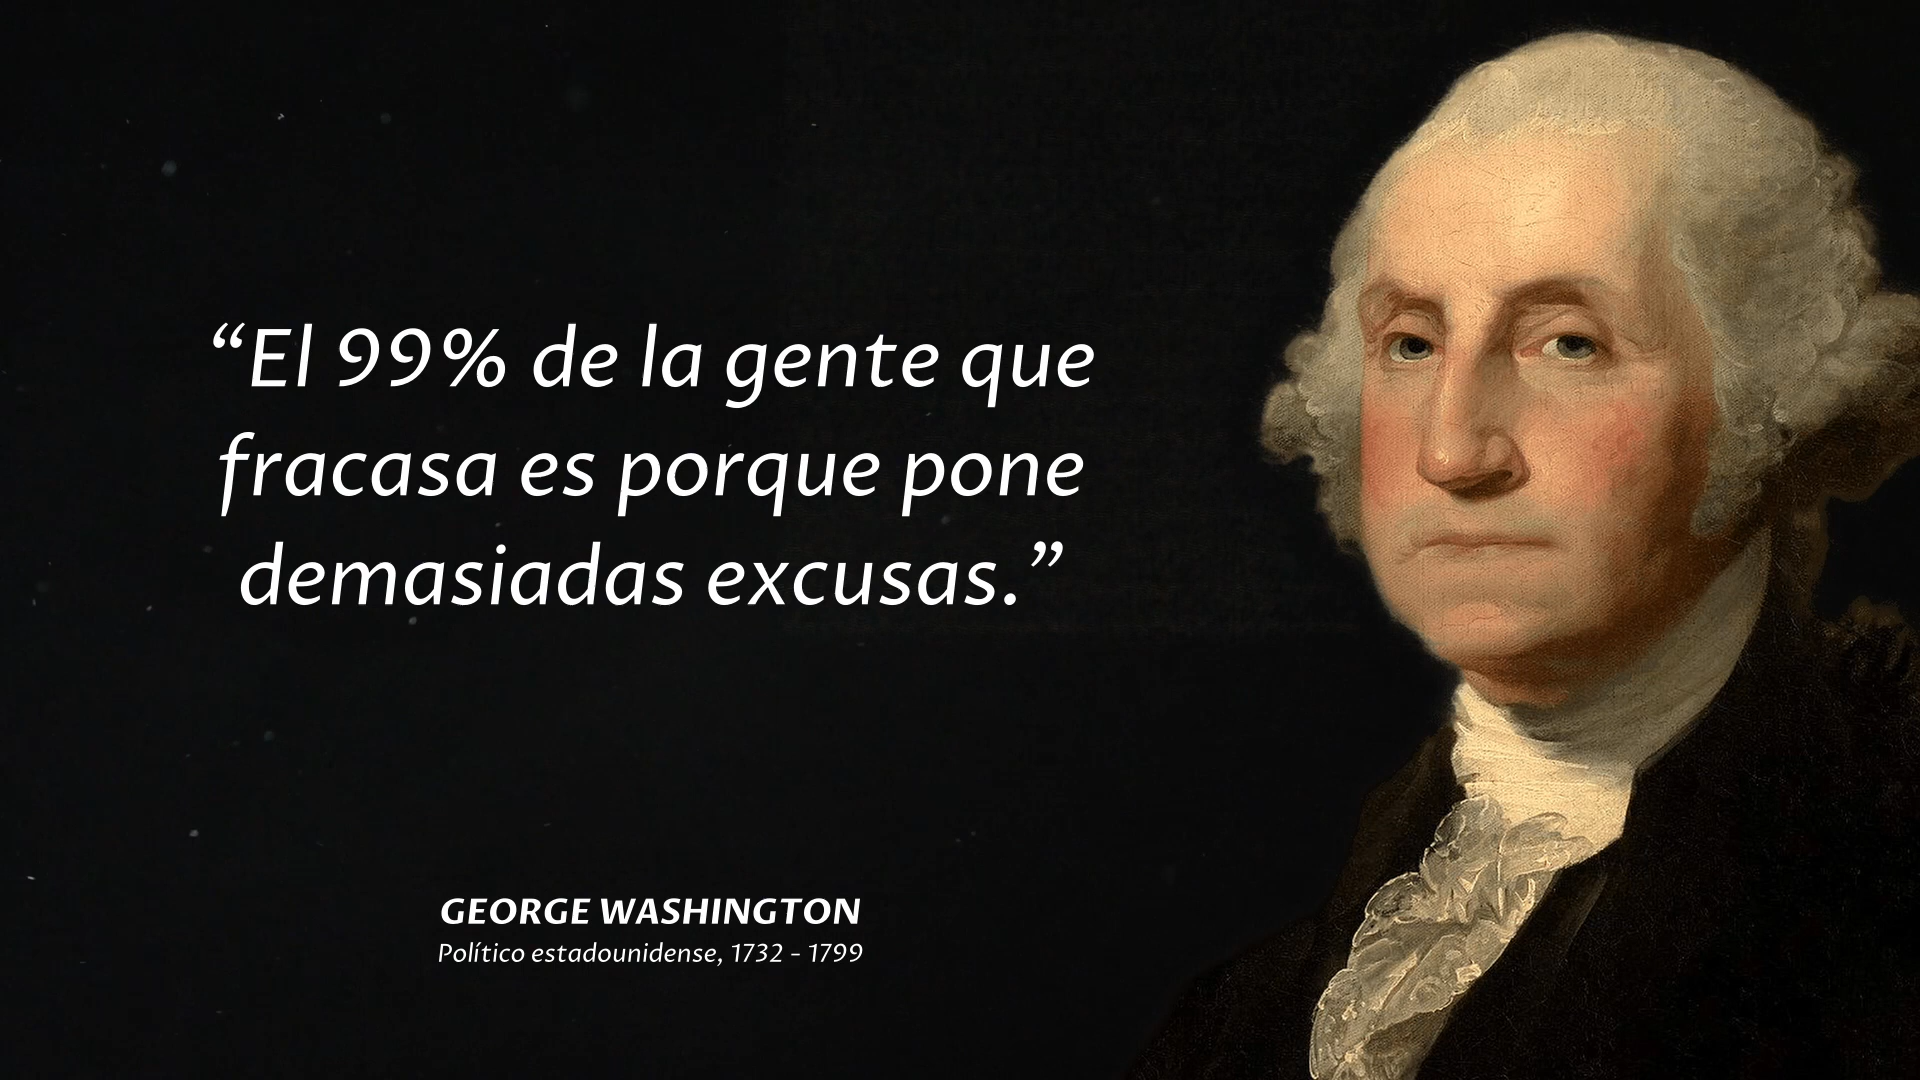 “El 99% de la gente que
fracasa es porque pone
demasiadas excusas.”
GEORGE WASHINGTON
Político estadounidense, 1732 - 1799